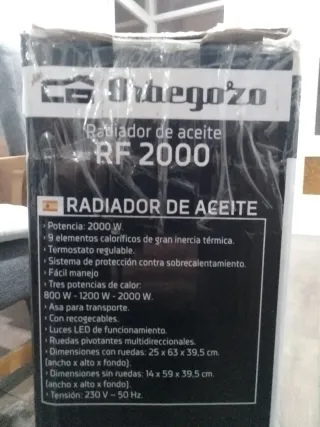 Orbegozo
Radiador de aceite
RF 2000
RADIADOR DE ACEITE
• Potencia: 2000 W.
• 9 elementos caloríficos de gran inercia térmica.
• Termostato regulable.
• Sistema de protección contra sobrecalentamiento.
• Fácil manejo
• Tres potencias de calor:
800 W - 1200 W - 2000 W.
• Asa para transporte.
• Con recogecables.
• Luces LED de funcionamiento.
• Ruedas pivotantes multidireccionales.
• Dimensiones con ruedas: 25 x 63 x 39,5 cm.
(ancho x alto x fondo).
• Dimensiones sin ruedas: 14 x 59 x 39,5 cm.
(ancho x alto x fondo).
• Tensión: 230 V ~ 50 Hz.